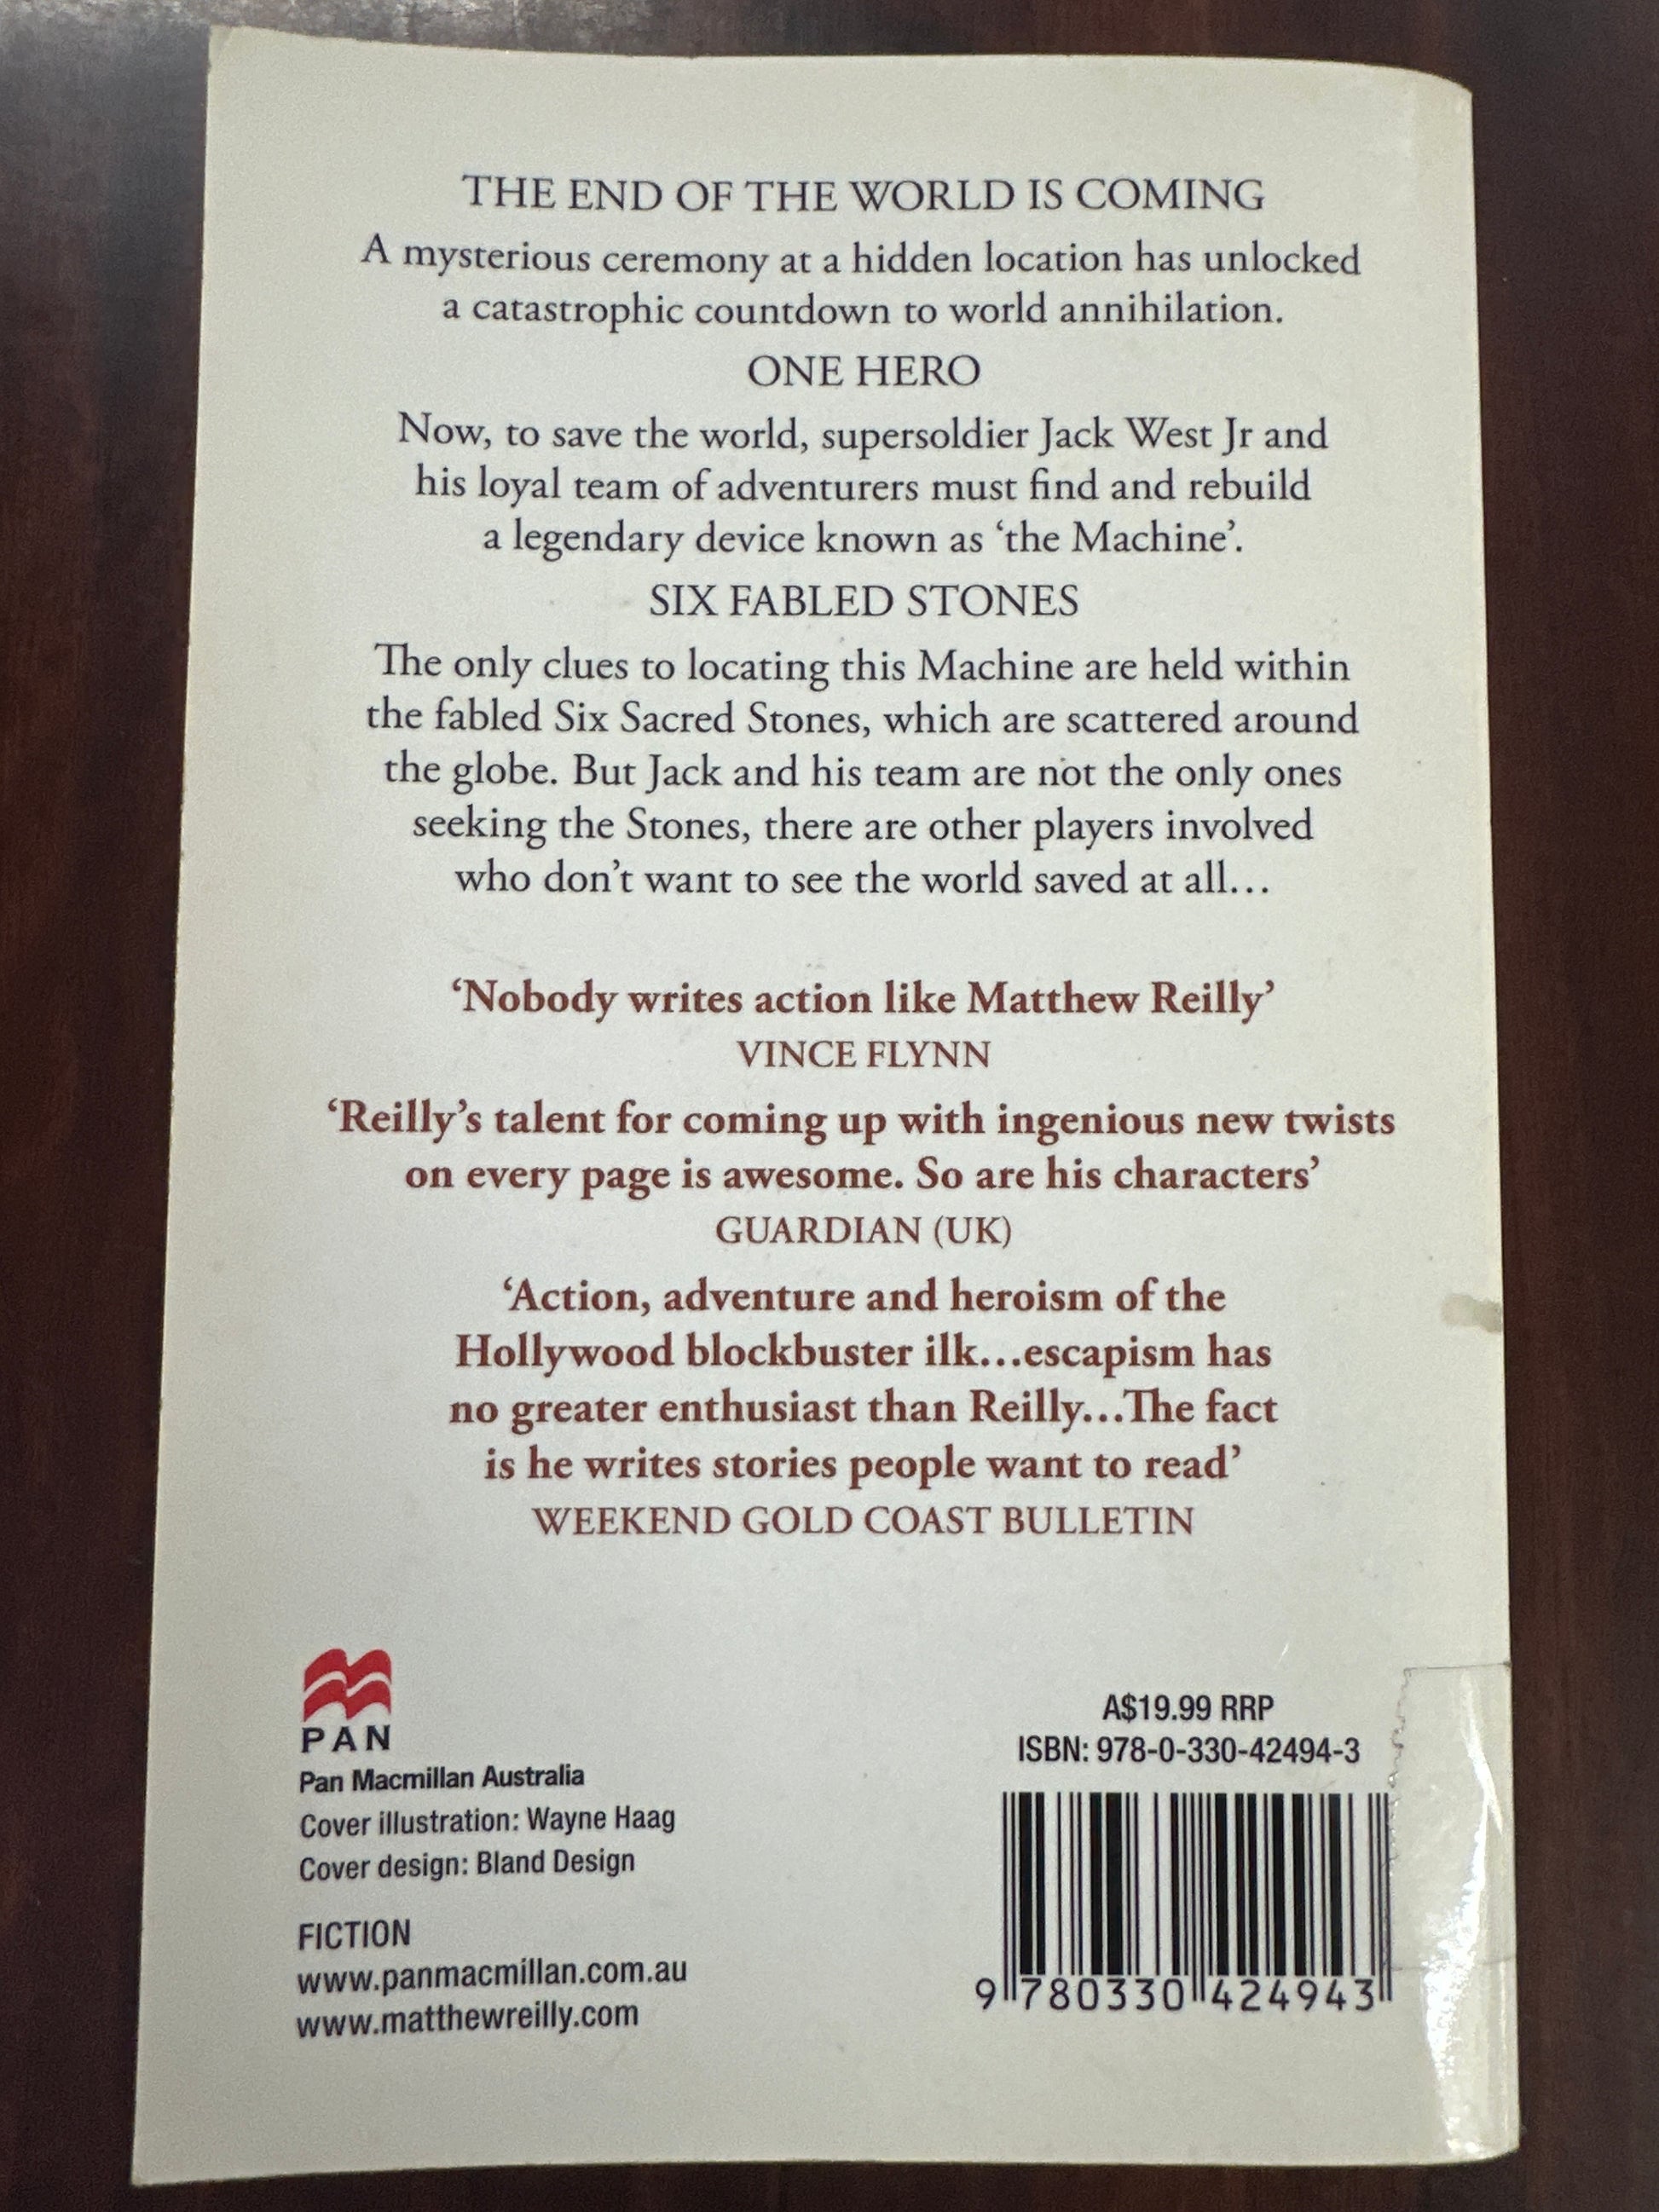 THE END OF THE WORLD IS COMING
A mysterious ceremony at a hidden location has unlocked
a catastrophic countdown to world annihilation.
ONE HERO
Now, to save the world, supersoldier Jack West Jr and
his loyal team of adventurers must find and rebuild
a legendary device known as ‘the Machine’.
SIX FABLED STONES
The only clues to locating this Machine are held within
the fabled Six Sacred Stones, which are scattered around
the globe. But Jack and his team are not the only ones
seeking the Stones, there are other players involved
who don’t want to see the world saved at all…
‘Nobody writes action like Matthew Reilly’
VINCE FLYNN
‘Reilly’s talent for coming up with ingenious new twists
on every page is awesome. So are his characters’
GUARDIAN (UK)
‘Action, adventure and heroism of the
Hollywood blockbuster ilk…escapism has
no greater enthusiast than Reilly…The fact
is he writes stories people want to read’
WEEKEND GOLD COAST BULLETIN
PAN
Pan Macmillan Australia
Cover illustration: Wayne Haag
Cover design: Bland Design
FICTION
www.panmacmillan.com.au
www.matthewreilly.com
A$19.99 RRP
ISBN: 978-0-330-42494-3
9 780330 424943